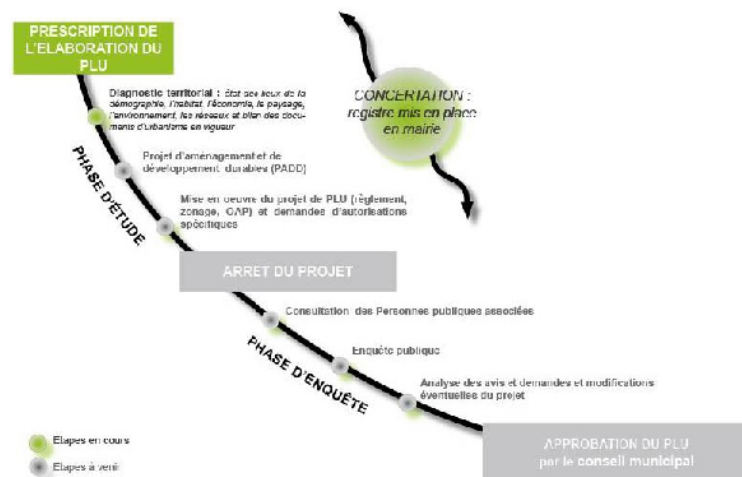 PRESCRIPTION DE
L'ELABORATION DU
PLU
Diagnostic territorial : état des lieux de la
démographie, l'habitat, l'économie, le paysage,
l'environnement, les réseaux et bilan des docu-
ments d'urbanisme en vigueur
CONCERTATION :
registre mis en place
en mairie
Projet d'aménagement et de
développement durables (PADD)
Mise en oeuvre du projet de PLU (règlement,
zonage, OAP) et demandes d'autorisations
spécifiques
PHASE D'ÉTUDE
ARRET DU PROJET
Consultation des Personnes publiques associées
Enquête publique
PHASE D'ENQUÊTE
Analyse des avis et demandes et modifications
éventuelles du projet
APPROBATION DU PLU
par le conseil municipal
Etapes en cours
Etapes à venir